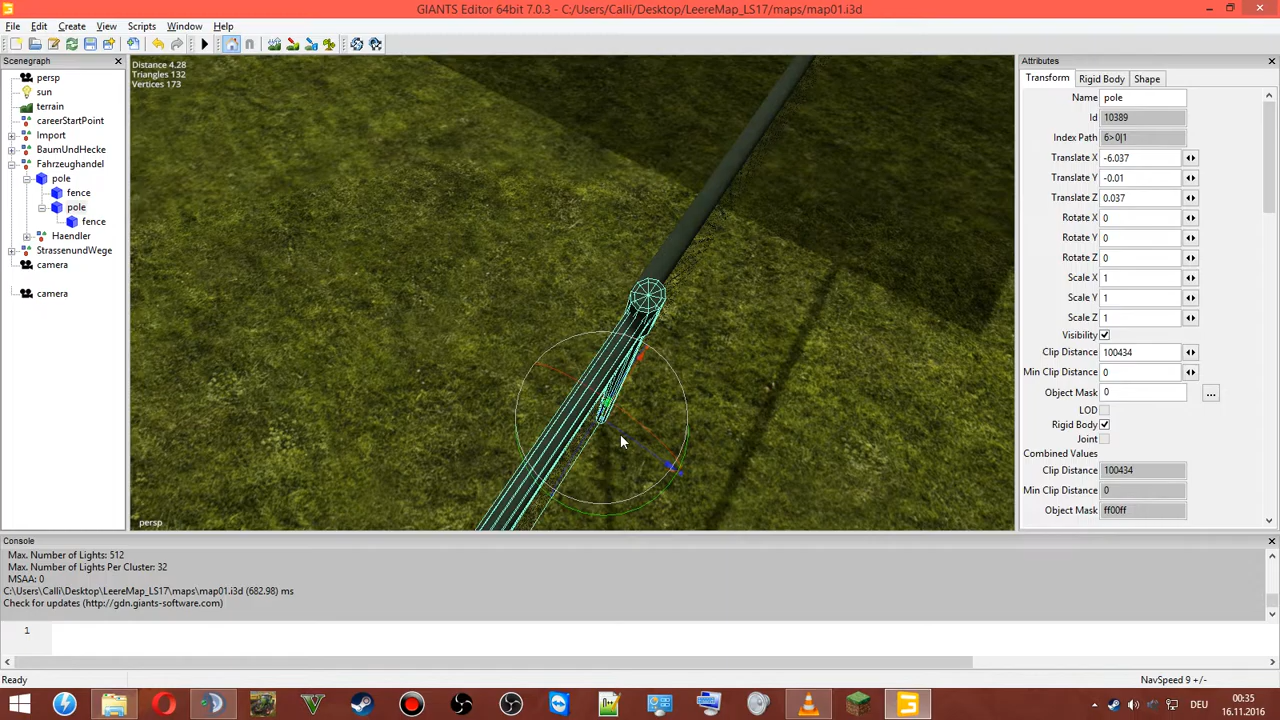 GIANTS Editor 64bit 7.0.3 - C:/Users/Calli/Desktop/LeereMap_LS17/maps/map01.i3d
File Edit Create View Scripts Window Help
Scenegraph
persp
sun
terrain
careerStartPoint
Import
BaumUndHecke
Fahrzeughandel
pole
fence
pole
fence
Haendler
StrassenundWege
camera
camera
Distance 4.28
Triangles 132
Vertices 173
persp
Attributes
Transform Rigid Body Shape
Name pole
Id 10389
Index Path 6>0|1
Translate X -6.037
Translate Y -0.01
Translate Z 0.037
Rotate X 0
Rotate Y 0
Rotate Z 0
Scale X 1
Scale Y 1
Scale Z 1
Visibility
Clip Distance 100434
Min Clip Distance 0
Object Mask 0 ...
LOD
Rigid Body
Joint
Combined Values
Clip Distance 100434
Min Clip Distance 0
Object Mask ff00ff
Console
Max. Number of Lights: 512
Max. Number of Lights Per Cluster: 32
MSAA: 0
C:\Users\Calli\Desktop\LeereMap_LS17\maps\map01.i3d (682.98) ms
Check for updates (http://gdn.giants-software.com)
1
Ready
NavSpeed 9 +/-
DEU
00:35
16.11.2016